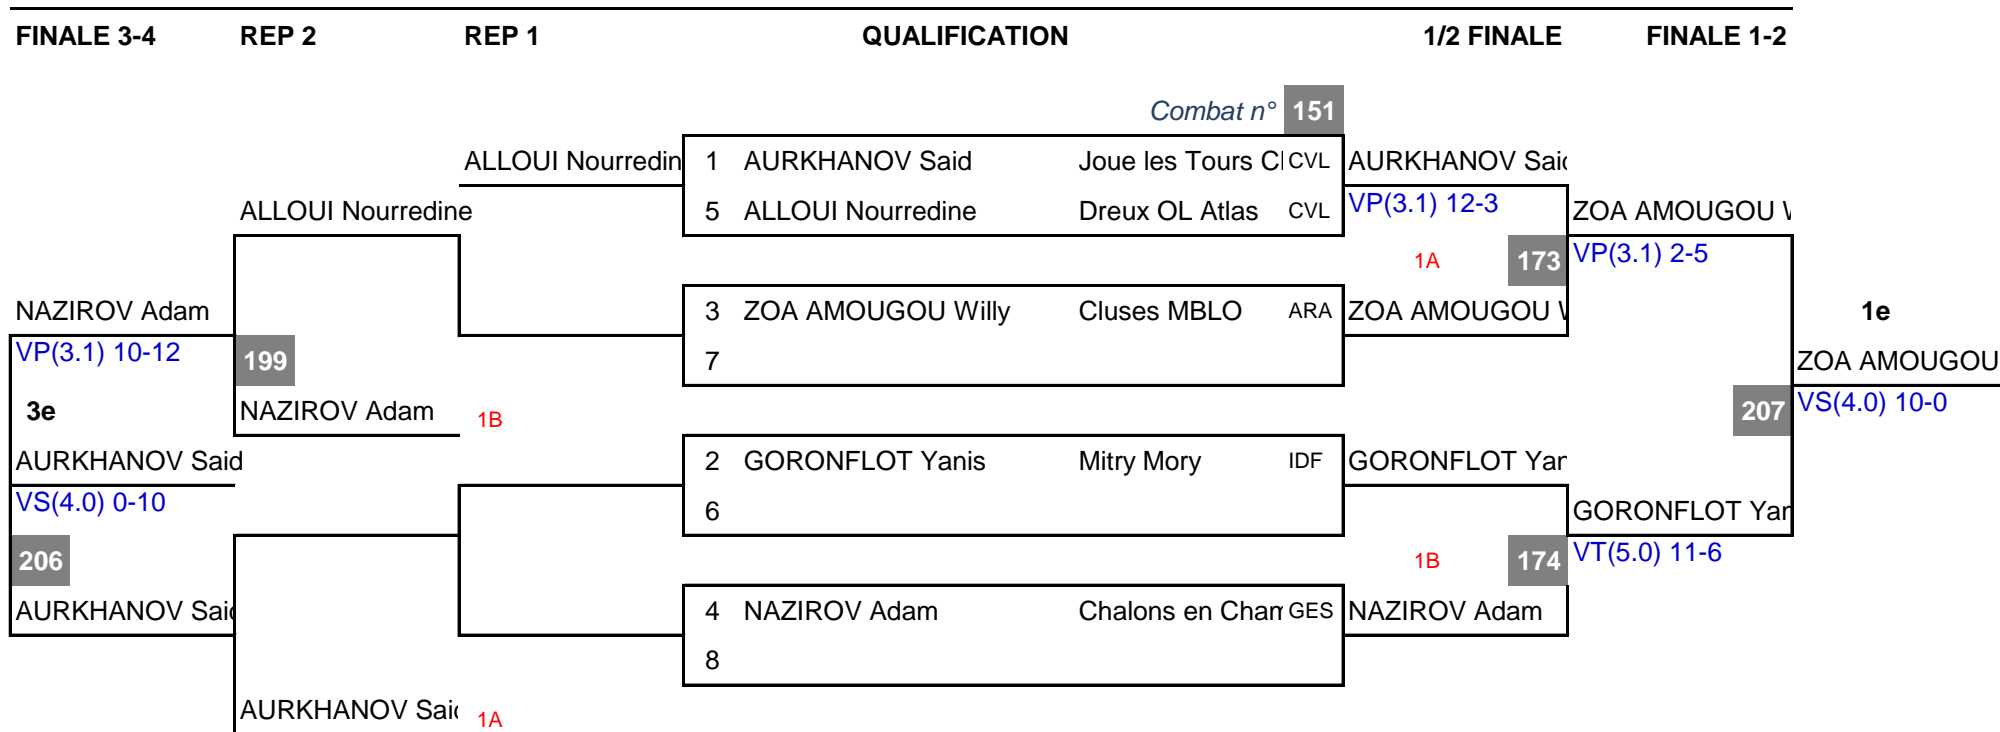 FINALE 3-4 REP 2 REP 1 QUALIFICATION 1/2 FINALE FINALE 1-2
Combat n° 151
ALLOUI Nourredin 1 AURKHANOV Said Joue les Tours Cl CVL AURKHANOV Said
ALLOUI Nourredine 5 ALLOUI Nourredine Dreux OL Atlas CVL VP(3.1) 12-3 ZOA AMOUGOU W
1A 173 VP(3.1) 2-5
NAZIROV Adam 3 ZOA AMOUGOU Willy Cluses MBLO ARA ZOA AMOUGOU W 1e
VP(3.1) 10-12 199 7 ZOA AMOUGOU
3e NAZIROV Adam 1B 207 VS(4.0) 10-0
AURKHANOV Said 2 GORONFLOT Yanis Mitry Mory IDF GORONFLOT Yan
VS(4.0) 0-10 6 GORONFLOT Yan
206 1B 174 VT(5.0) 11-6
AURKHANOV Said 4 NAZIROV Adam Chalons en Cham GES NAZIROV Adam
8
AURKHANOV Said 1A